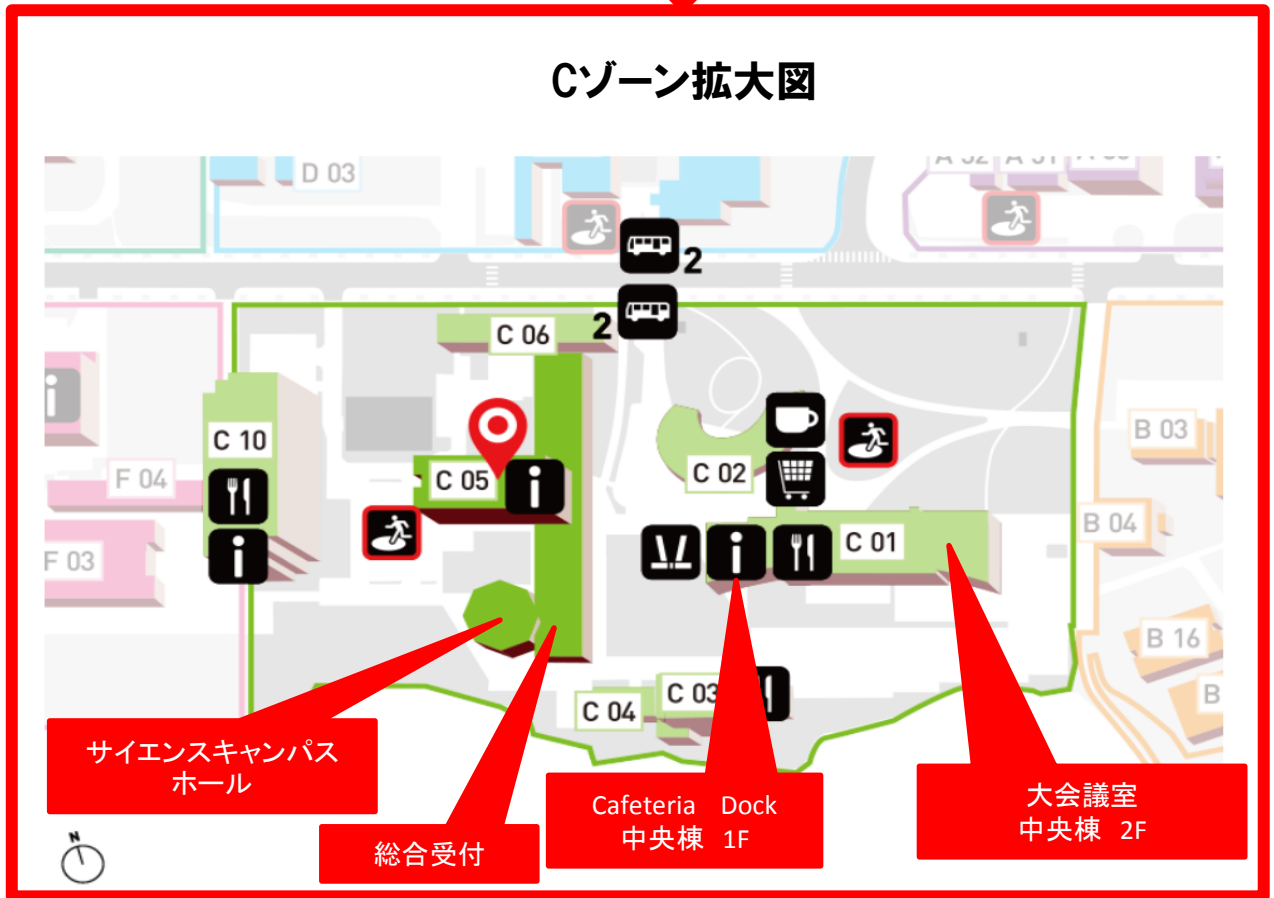 Cゾーン拡大図
D 03
A 32
A 31
2
2
C 06
C 10
C 05
C 02
C 01
B 03
F 04
B 04
F 03
B 16
B
C 03
C 04
サイエンスキャンパス
ホール
総合受付
Cafeteria Dock
中央棟 1F
大会議室
中央棟 2F
N